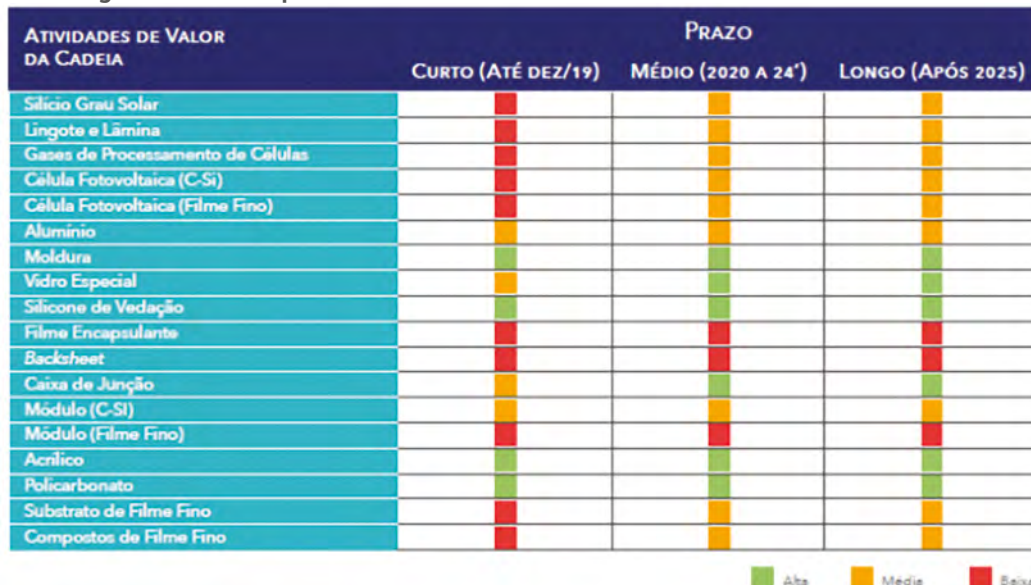 ATIVIDADES DE VALOR
DA CADEIA
PRAZO
CURTO (ATÉ DEZ/19) MÉDIO (2020 A 24') LONGO (APÓS 2025)
Silício Grau Solar
Lingote e Lâmina
Gases de Processamento de Células
Célula Fotovoltaica (C-Si)
Célula Fotovoltaica (Filme Fino)
Alumínio
Moldura
Vidro Especial
Silicone de Vedação
Filme Encapsulante
Backsheet
Caixa de Junção
Módulo (C-SI)
Módulo (Filme Fino)
Acrílico
Policarbonato
Substrato de Filme Fino
Compostos de Filme Fino
Alta Média